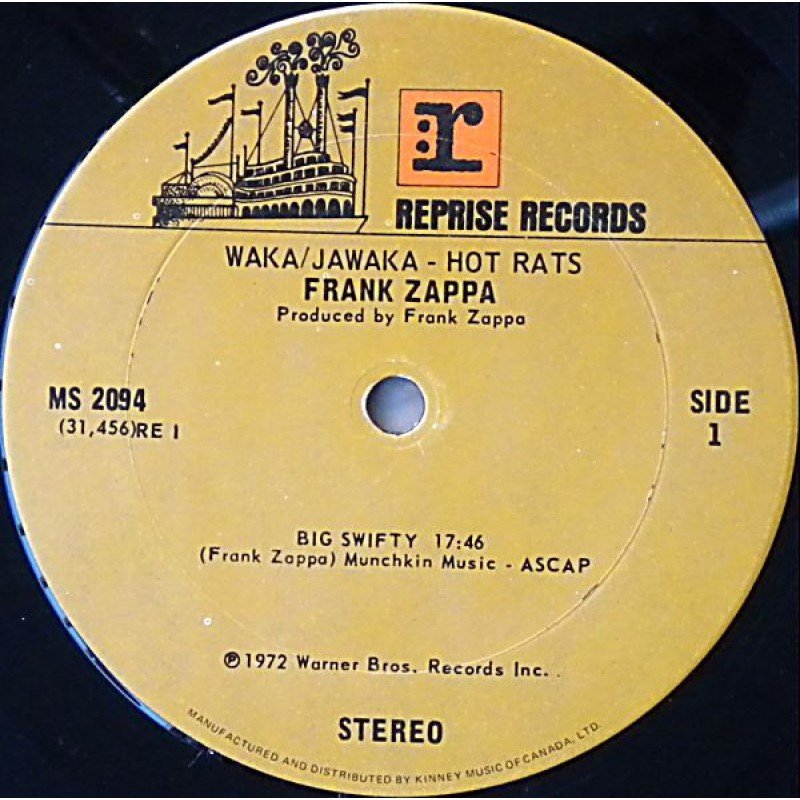 r
REPRISE RECORDS
WAKA/JAWAKA - HOT RATS
FRANK ZAPPA
Produced by Frank Zappa
MS 2094
(31,456)RE 1
SIDE
1
BIG SWIFTY 17:46
(Frank Zappa) Munchkin Music - ASCAP
℗1972 Warner Bros. Records Inc.
STEREO
MANUFACTURED AND DISTRIBUTED BY KINNEY MUSIC OF CANADA, LTD.